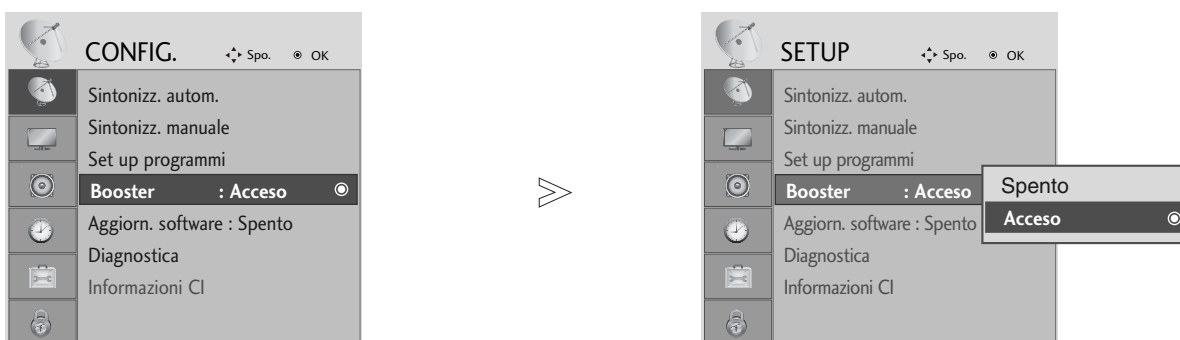 CONFIG. Spo. OK
Sintonizz. autom.
Sintonizz. manuale
Set up programmi
Booster : Acceso
Aggiorn. software : Spento
Diagnostica
Informazioni CI
SETUP Spo. OK
Sintonizz. autom.
Sintonizz. manuale
Set up programmi
Booster : Acceso
Aggiorn. software : Spento
Diagnostica
Informazioni CI
Spento
Acceso